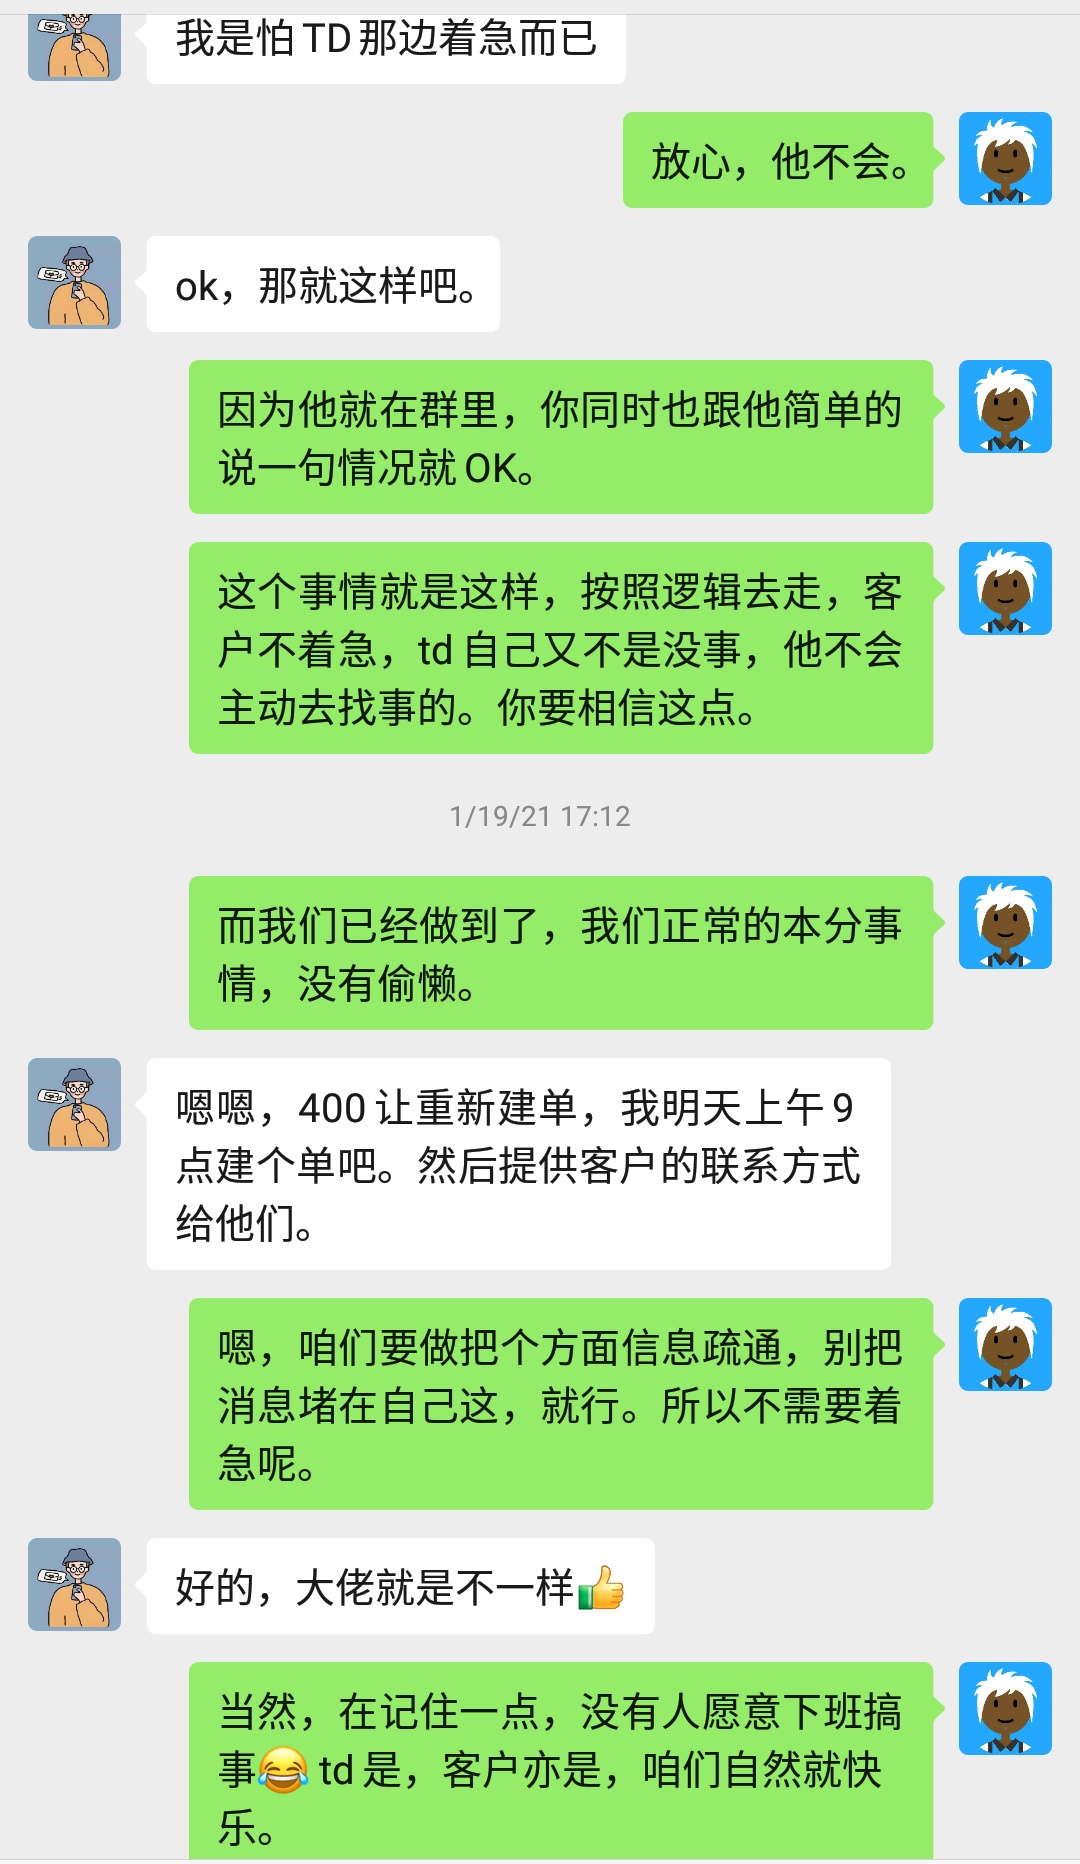 我是怕TD那边着急而已
放心，他不会。
ok，那就这样吧。
因为他就在群里，你同时也跟他简单的
说一句情况就OK。
这个事情就是这样，按照逻辑去走，客
户不着急，td自己又不是没事，他不会
主动去找事的。你要相信这点。
1/19/21 17:12
而我们已经做到了，我们正常的本分事
情，没有偷懒。
嗯嗯，400让重新建单，我明天上午9
点建个单吧。然后提供客户的联系方式
给他们。
嗯，咱们要做把个方面信息疏通，别把
消息堵在自己这，就行。所以不需要着
急呢。
好的，大佬就是不一样👍
当然，在记住一点，没有人愿意下班搞
事😂td是，客户亦是，咱们自然就快
乐。